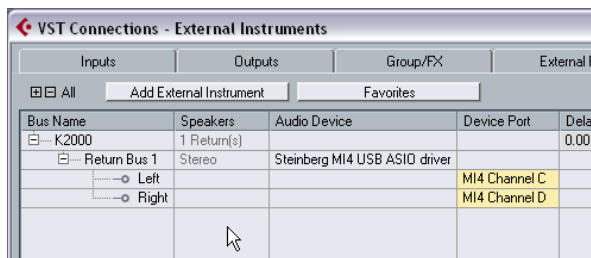 VST Connections - External Instruments
Inputs Outputs Group/FX External
All Add External Instrument Favorites
Bus Name Speakers Audio Device Device Port
K2000 1 Return(s) 0.00
Return Bus 1 Stereo Steinberg MI4 USB ASIO driver
Left MI4 Channel C
Right MI4 Channel D